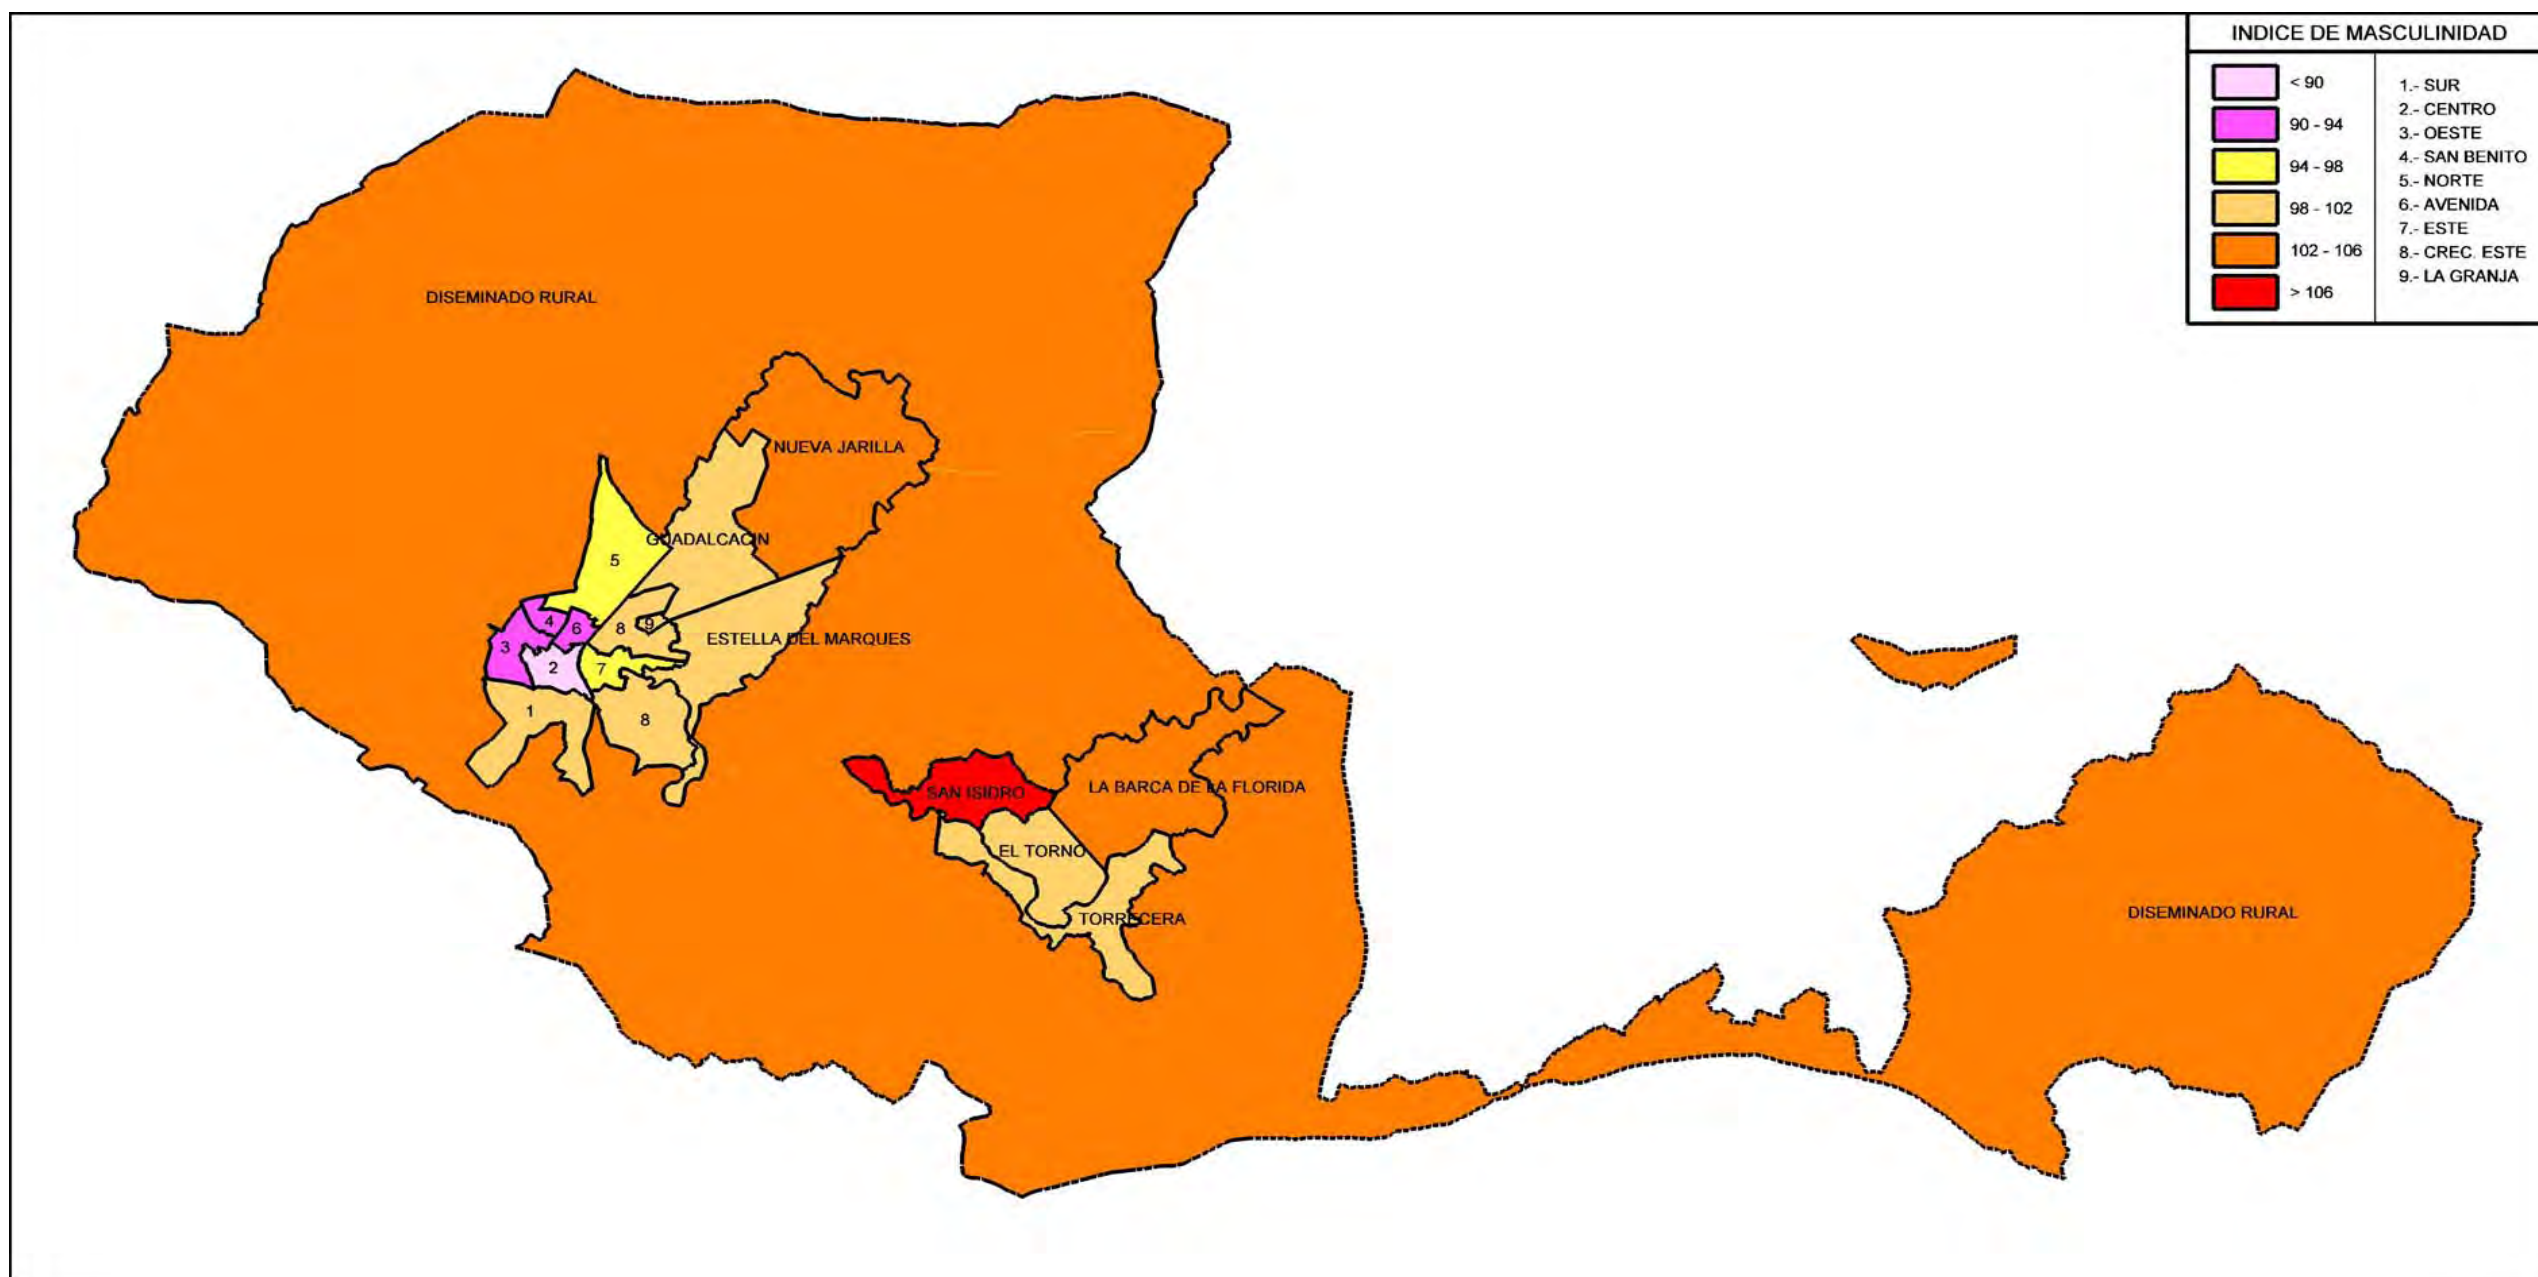 INDICE DE MASCULINIDAD
< 90
90 - 94
94 - 98
98 - 102
102 - 106
> 106
1.- SUR
2.- CENTRO
3.- OESTE
4.- SAN BENITO
5.- NORTE
6.- AVENIDA
7.- ESTE
8.- CREC. ESTE
9.- LA GRANJA
DISEMINADO RURAL
NUEVA JARILLA
GUADALCACIN
5
4
6
8
9
3
ESTELLA DEL MARQUES
2
7
1
8
SAN ISIDRO
LA BARCA DE LA FLORIDA
EL TORNO
TORRECERA
DISEMINADO RURAL